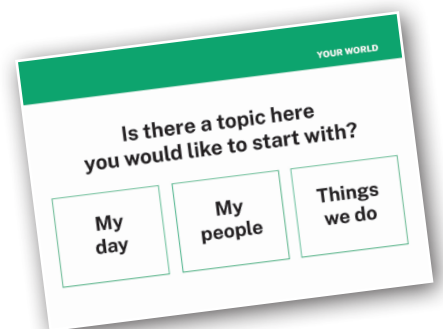 YOUR WORLD
Is there a topic here
you would like to start with?
My
day
My
people
Things
we do